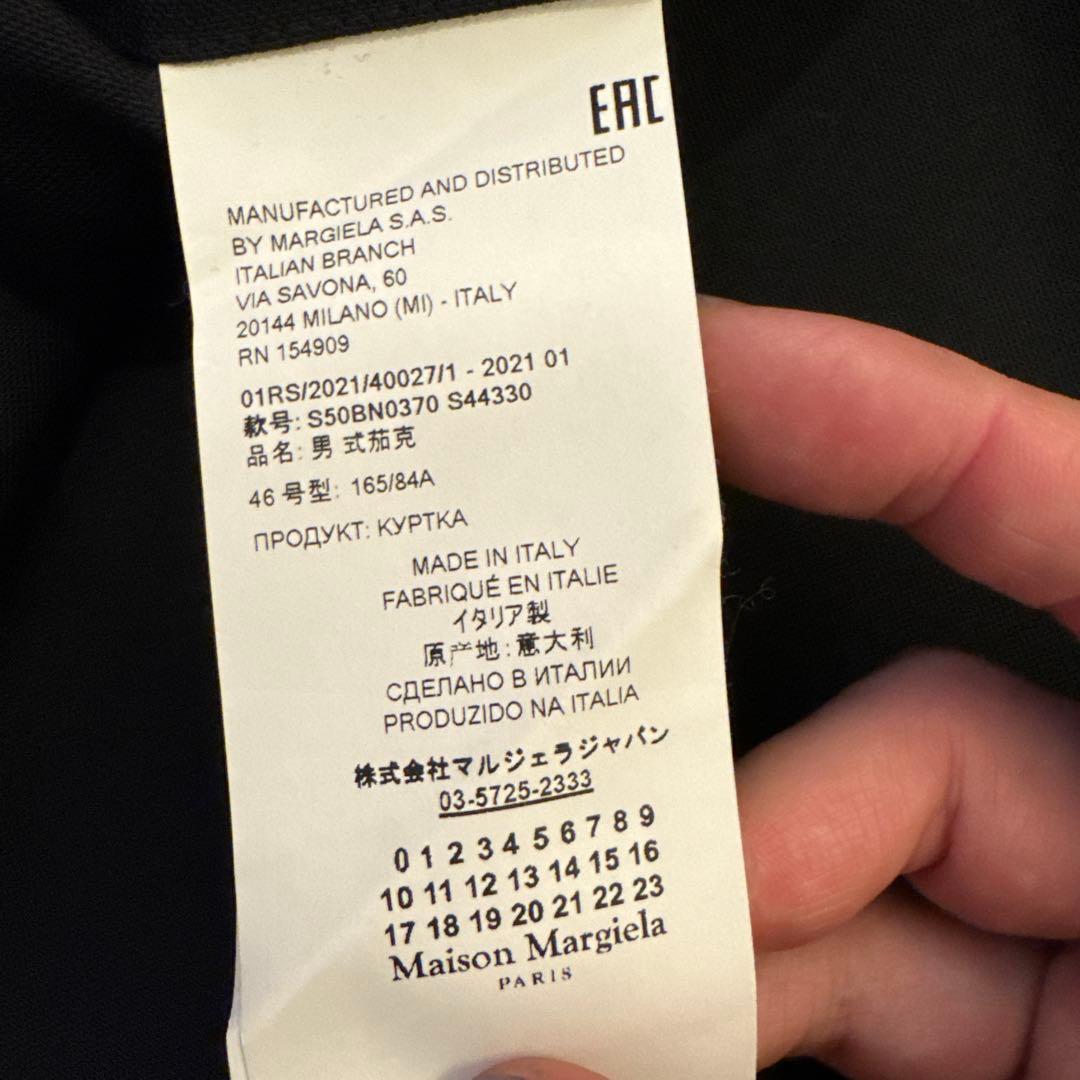 EAC
MANUFACTURED AND DISTRIBUTED
BY MARGIELA S.A.S.
ITALIAN BRANCH
VIA SAVONA, 60
20144 MILANO (MI) - ITALY
RN 154909
01RS/2021/40027/1 - 2021 01
款号: S50BN0370 S44330
品名: 男 式茄克
46 号型: 165/84A
ПРОДУКТ: КУРТКА
MADE IN ITALY
FABRIQUÉ EN ITALIE
イタリア製
原产地: 意大利
СДЕЛАНО В ИТАЛИИ
PRODUZIDO NA ITALIA
株式会社マルジェラジャパン
03-5725-2333
0 1 2 3 4 5 6 7 8 9
10 11 12 13 14 15 16
17 18 19 20 21 22 23
Maison Margiela
PARIS